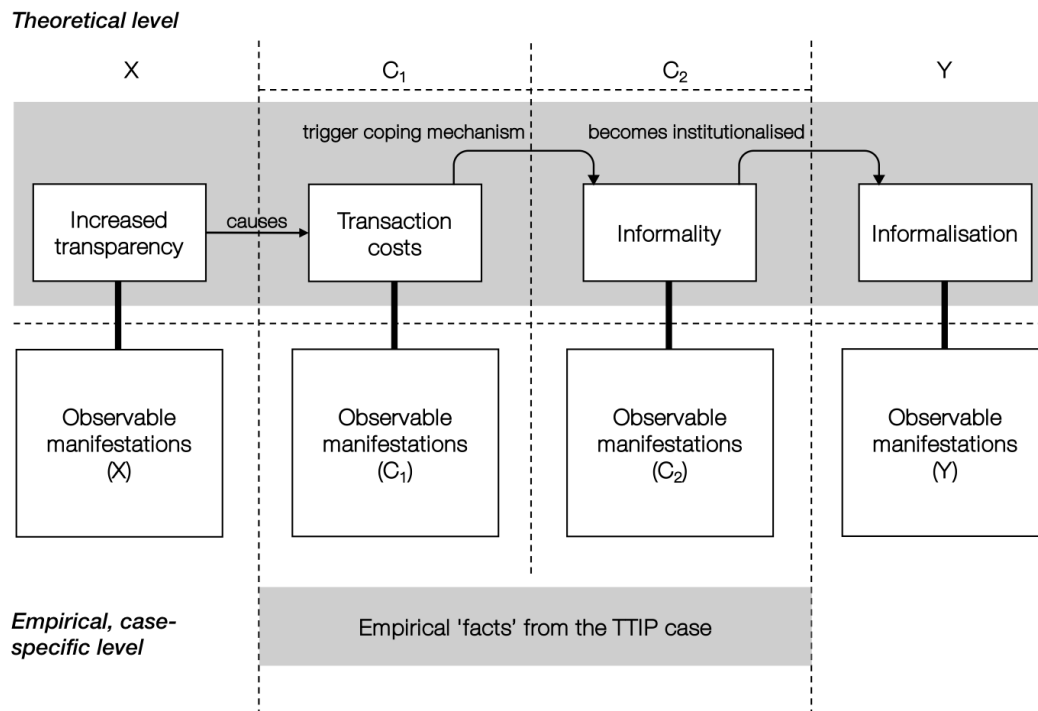 Theoretical level
X
C₁
C₂
Y
trigger coping mechanism
becomes institutionalised
Increased
transparency
causes
Transaction
costs
Informality
Informalisation
Observable
manifestations
(X)
Observable
manifestations
(C₁)
Observable
manifestations
(C₂)
Observable
manifestations
(Y)
Empirical, case-
specific level
Empirical 'facts’ from the TTIP case